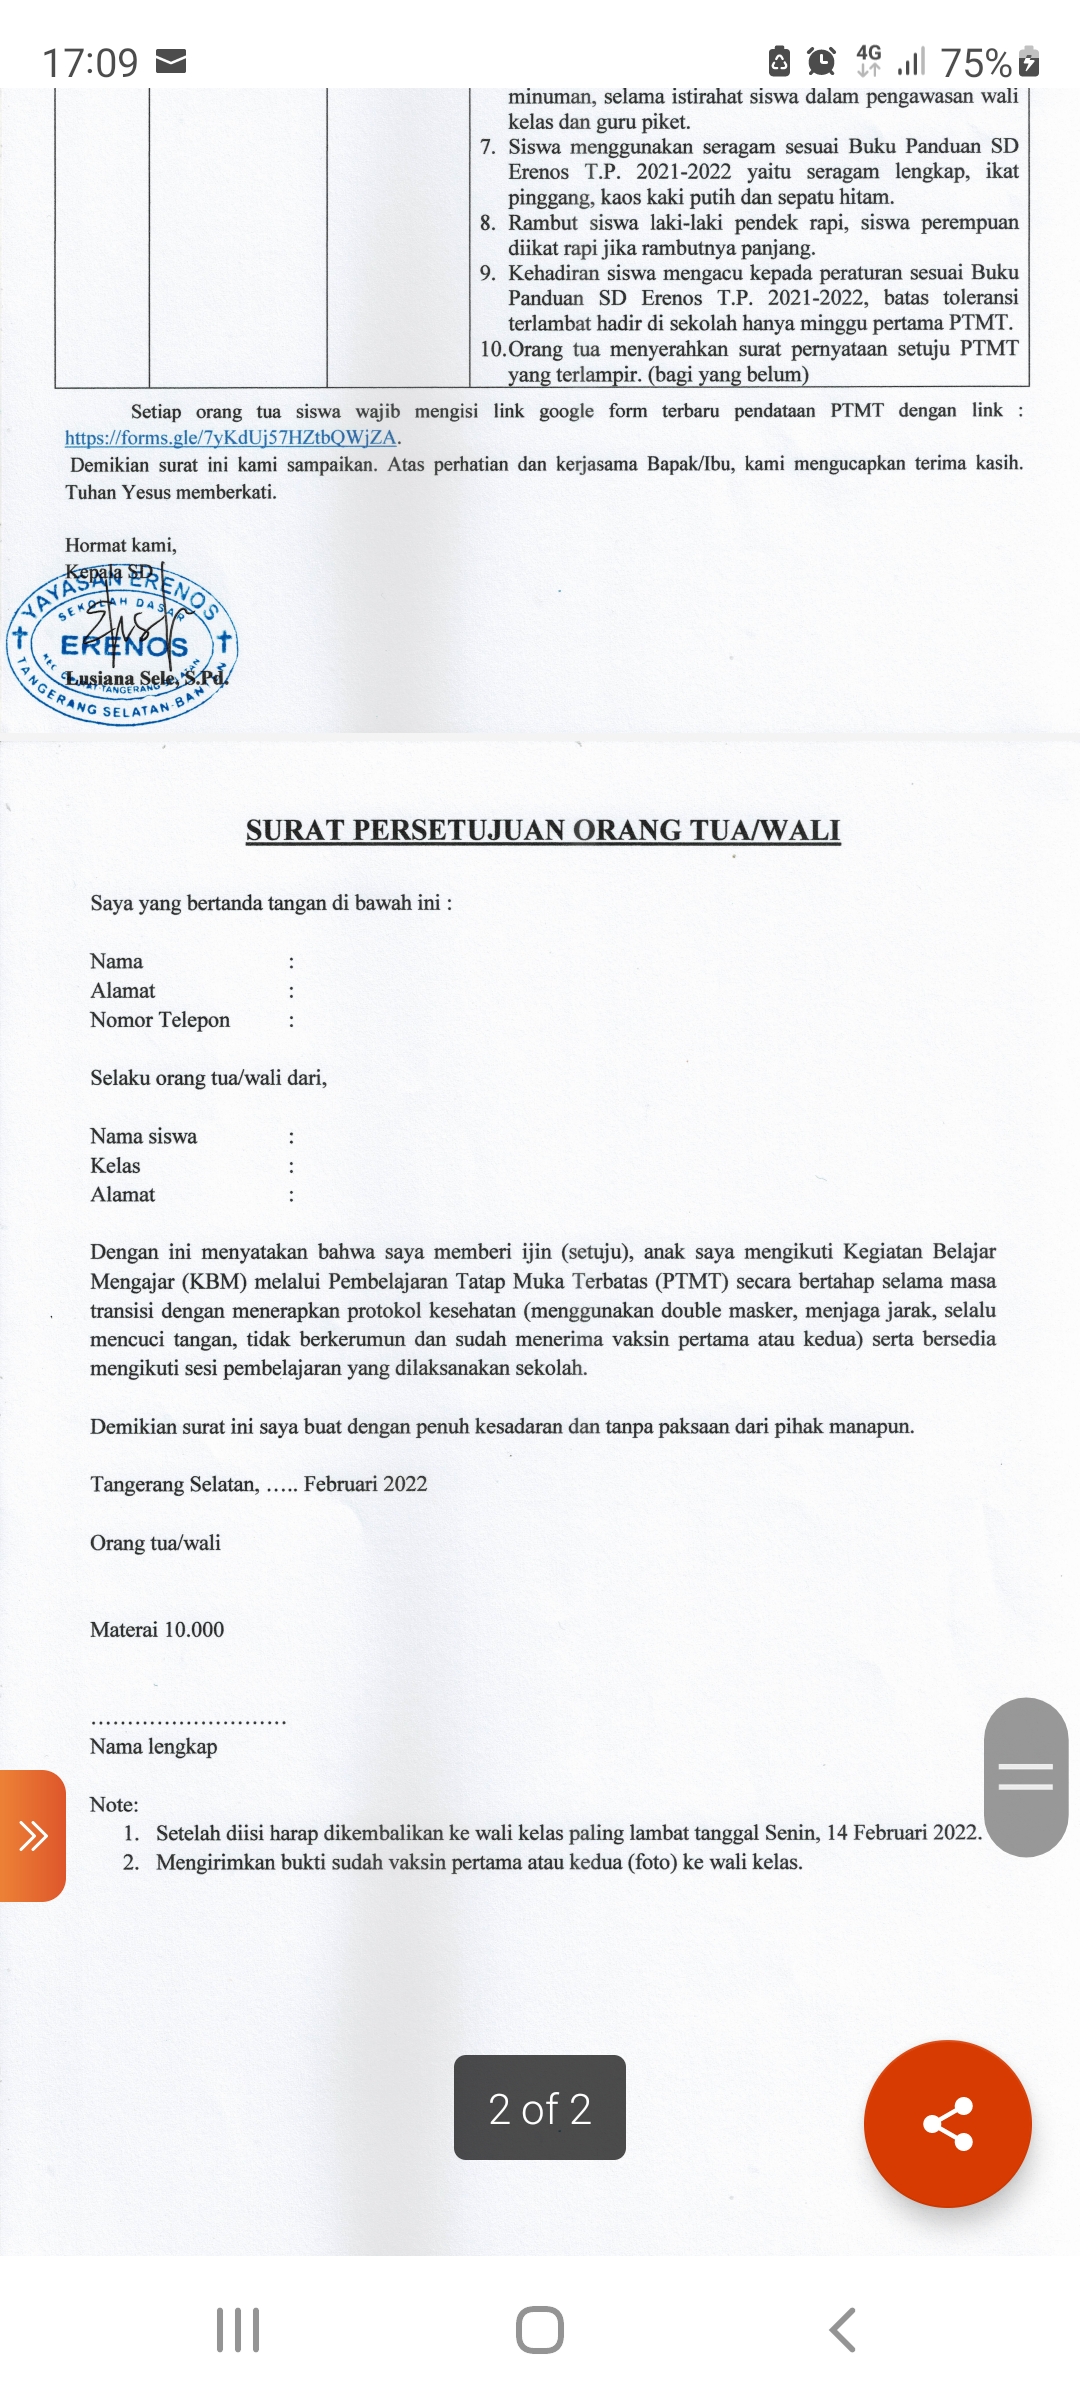 17:09
4G
75%
minuman, selama istirahat siswa dalam pengawasan wali
kelas dan guru piket.
7. Siswa menggunakan seragam sesuai Buku Panduan SD
Erenos T.P. 2021-2022 yaitu seragam lengkap, ikat
pinggang, kaos kaki putih dan sepatu hitam.
8. Rambut siswa laki-laki pendek rapi, siswa perempuan
diikat rapi jika rambutnya panjang.
9. Kehadiran siswa mengacu kepada peraturan sesuai Buku
Panduan SD Erenos T.P. 2021-2022, batas toleransi
terlambat hadir di sekolah hanya minggu pertama PTMT.
10.Orang tua menyerahkan surat pernyataan setuju PTMT
yang terlampir. (bagi yang belum)
Setiap orang tua siswa wajib mengisi link google form terbaru pendataan PTMT dengan link :
https://forms.gle/7yKdUj57HZtbQWjZA.
Demikian surat ini kami sampaikan. Atas perhatian dan kerjasama Bapak/Ibu, kami mengucapkan terima kasih.
Tuhan Yesus memberkati.
Hormat kami,
Kepala SD
YAYASAN ERENOS
SEKOLAH DASAR
ERENOS
Lusiana Sele, S.Pd.
TANGERANG SELATAN
TANGERANG SELATAN-BANTEN
SURAT PERSETUJUAN ORANG TUA/WALI
Saya yang bertanda tangan di bawah ini :
Nama :
Alamat :
Nomor Telepon :
Selaku orang tua/wali dari,
Nama siswa :
Kelas :
Alamat :
Dengan ini menyatakan bahwa saya memberi ijin (setuju), anak saya mengikuti Kegiatan Belajar
Mengajar (KBM) melalui Pembelajaran Tatap Muka Terbatas (PTMT) secara bertahap selama masa
transisi dengan menerapkan protokol kesehatan (menggunakan double masker, menjaga jarak, selalu
mencuci tangan, tidak berkerumun dan sudah menerima vaksin pertama atau kedua) serta bersedia
mengikuti sesi pembelajaran yang dilaksanakan sekolah.
Demikian surat ini saya buat dengan penuh kesadaran dan tanpa paksaan dari pihak manapun.
Tangerang Selatan, ..... Februari 2022
Orang tua/wali
Materai 10.000
...........................
Nama lengkap
Note:
1. Setelah diisi harap dikembalikan ke wali kelas paling lambat tanggal Senin, 14 Februari 2022.
2. Mengirimkan bukti sudah vaksin pertama atau kedua (foto) ke wali kelas.
2 of 2